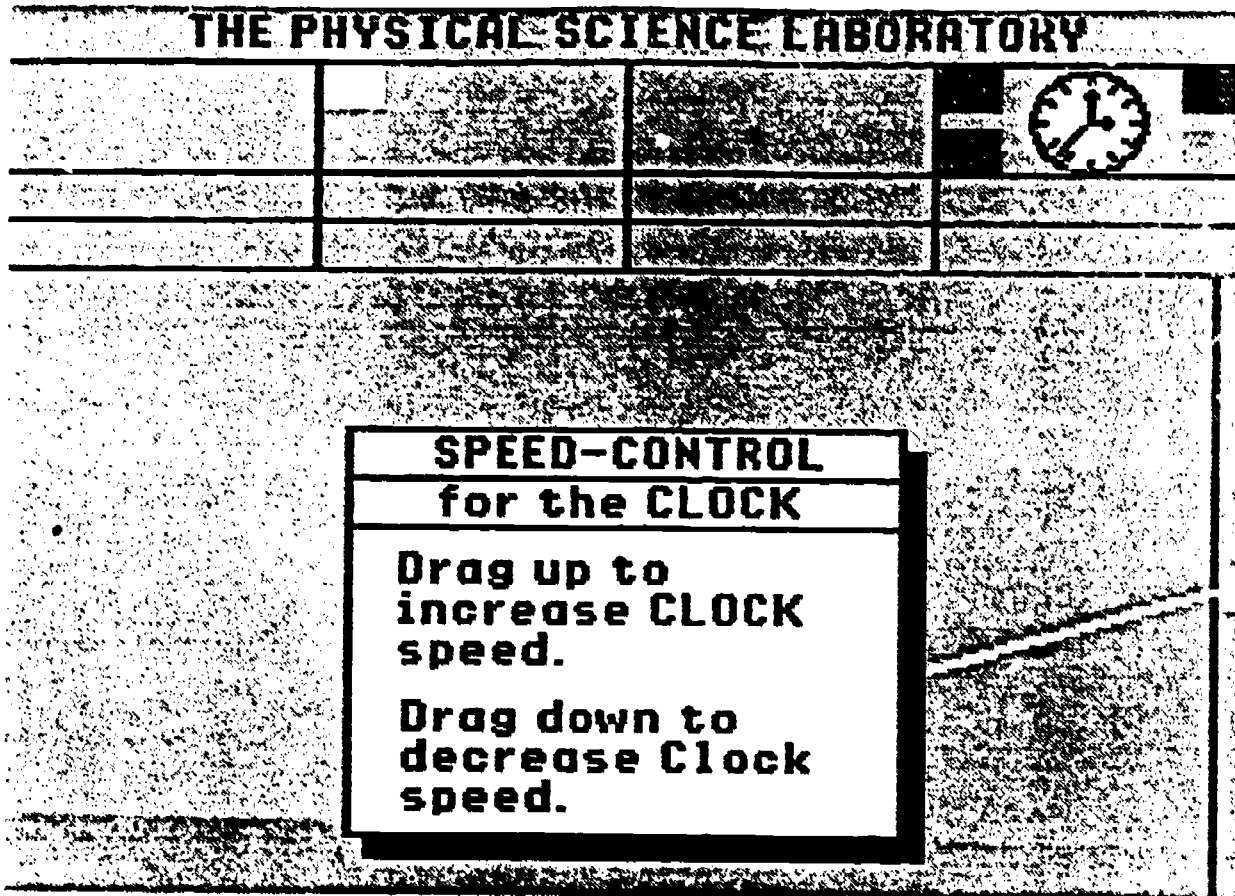 THE PHYSICAL SCIENCE LABORATORY
SPEED-CONTROL
for the CLOCK
Drag up to
increase CLOCK
speed.
Drag down to
decrease Clock
speed.